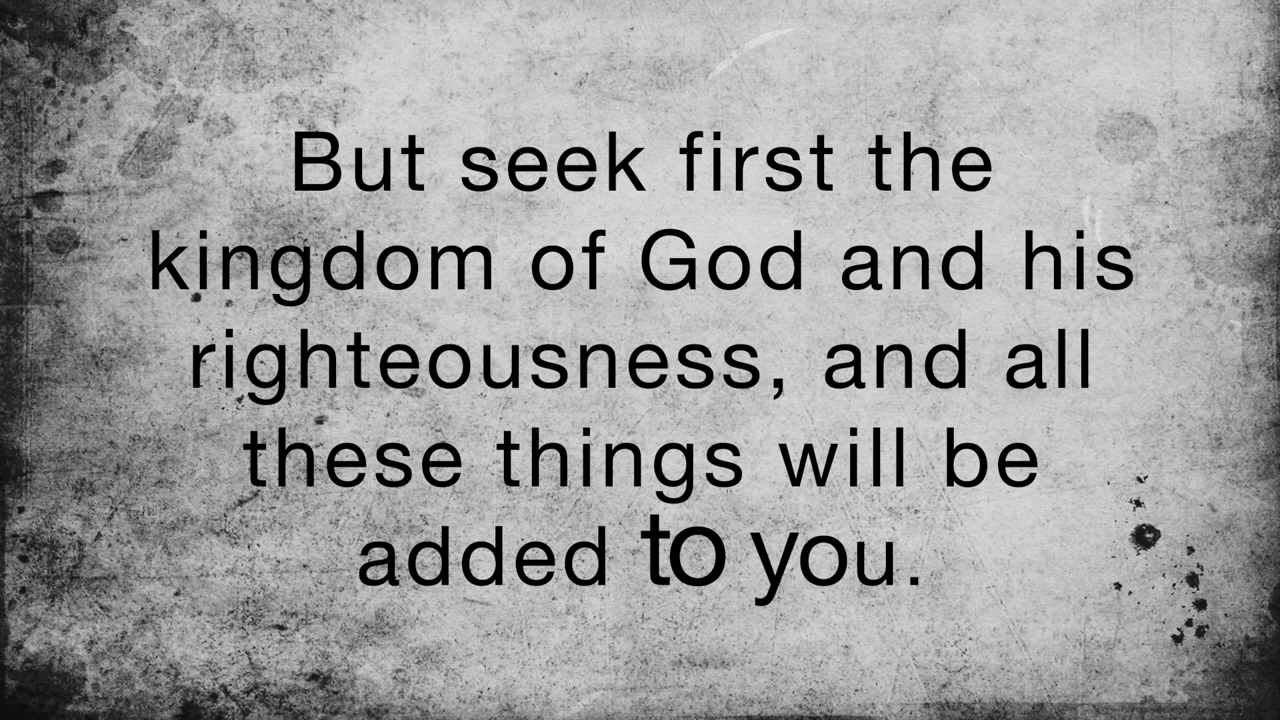 But seek first the
kingdom of God and his
righteousness, and all
these things will be
added to you.